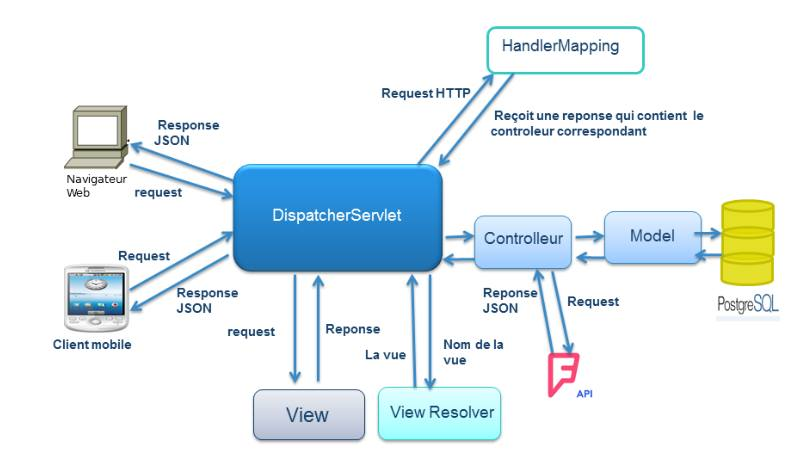 HandlerMapping
Request HTTP
Reçoit une reponse qui contient le
controleur correspondant
Response
JSON
Navigateur
Web
request
DispatcherServlet
Controlleur
Model
PostgreSQL
Request
Response
JSON
Client mobile
request
Reponse
La vue
Nom de la
vue
Reponse
JSON
Request
API
View
View Resolver